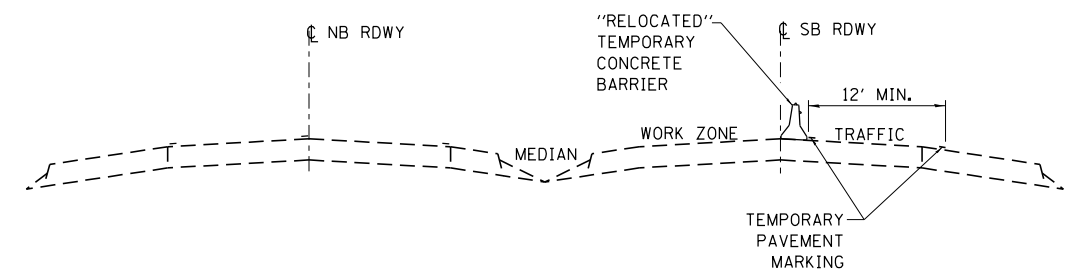 ℄ NB RDWY
"RELOCATED"
TEMPORARY
CONCRETE
BARRIER
℄ SB RDWY
12' MIN.
WORK ZONE
TRAFFIC
MEDIAN
TEMPORARY
PAVEMENT
MARKING